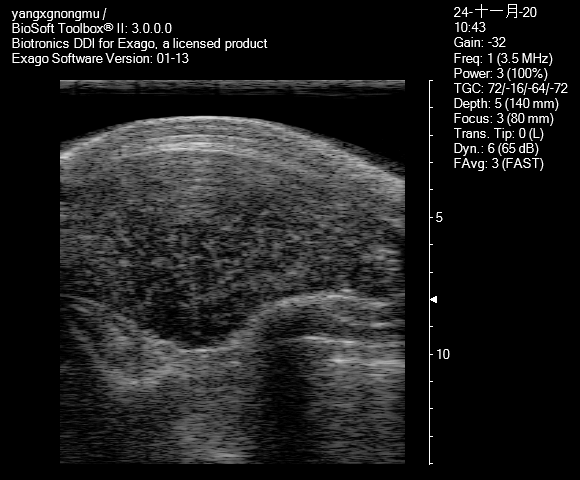 yangxgnongmu /
BioSoft Toolbox® II: 3.0.0.0
Biotronics DDI for Exago, a licensed product
Exago Software Version: 01-13
24-十一月-20
10:43
Gain: -32
Freq: 1 (3.5 MHz)
Power: 3 (100%)
TGC: 72/-16/-64/-72
Depth: 5 (140 mm)
Focus: 3 (80 mm)
Trans. Tip: 0 (L)
Dyn.: 6 (65 dB)
FAvg: 3 (FAST)
5
10